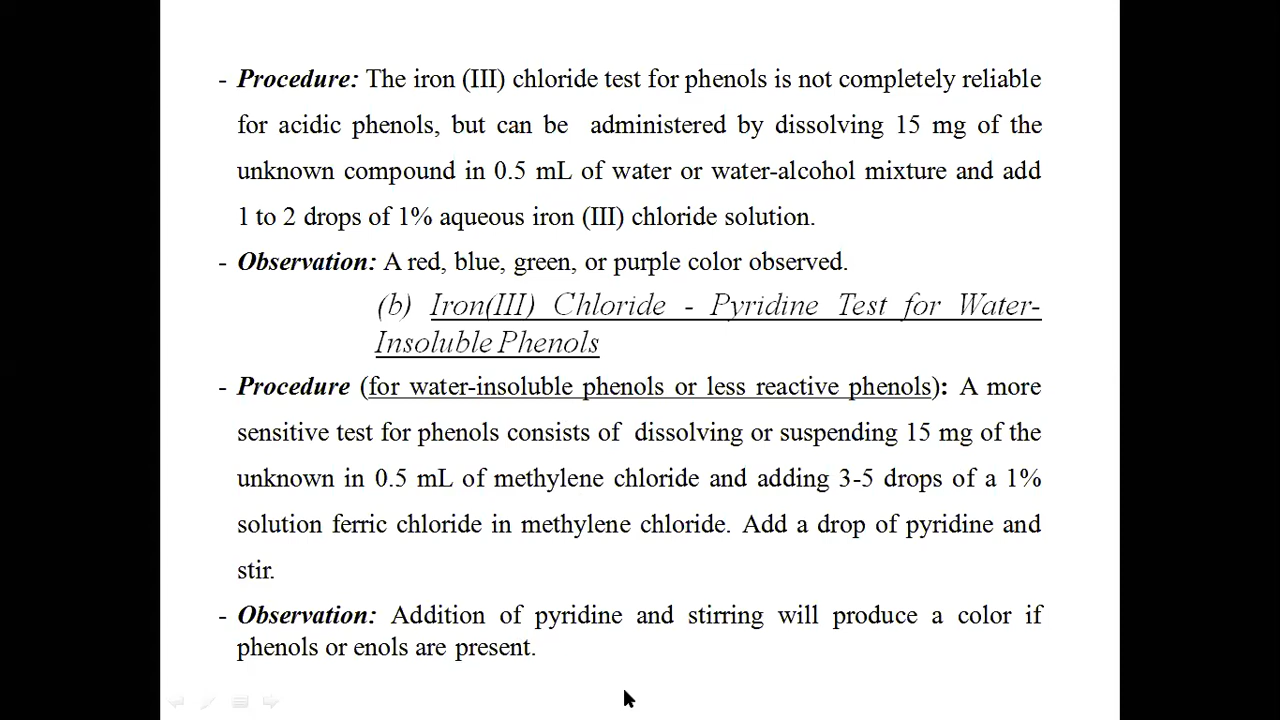 - Procedure: The iron (III) chloride test for phenols is not completely reliable
for acidic phenols, but can be administered by dissolving 15 mg of the
unknown compound in 0.5 mL of water or water-alcohol mixture and add
1 to 2 drops of 1% aqueous iron (III) chloride solution.
- Observation: A red, blue, green, or purple color observed.
(b) Iron(III) Chloride - Pyridine Test for Water-
Insoluble Phenols
- Procedure (for water-insoluble phenols or less reactive phenols): A more
sensitive test for phenols consists of dissolving or suspending 15 mg of the
unknown in 0.5 mL of methylene chloride and adding 3-5 drops of a 1%
solution ferric chloride in methylene chloride. Add a drop of pyridine and
stir.
- Observation: Addition of pyridine and stirring will produce a color if
phenols or enols are present.